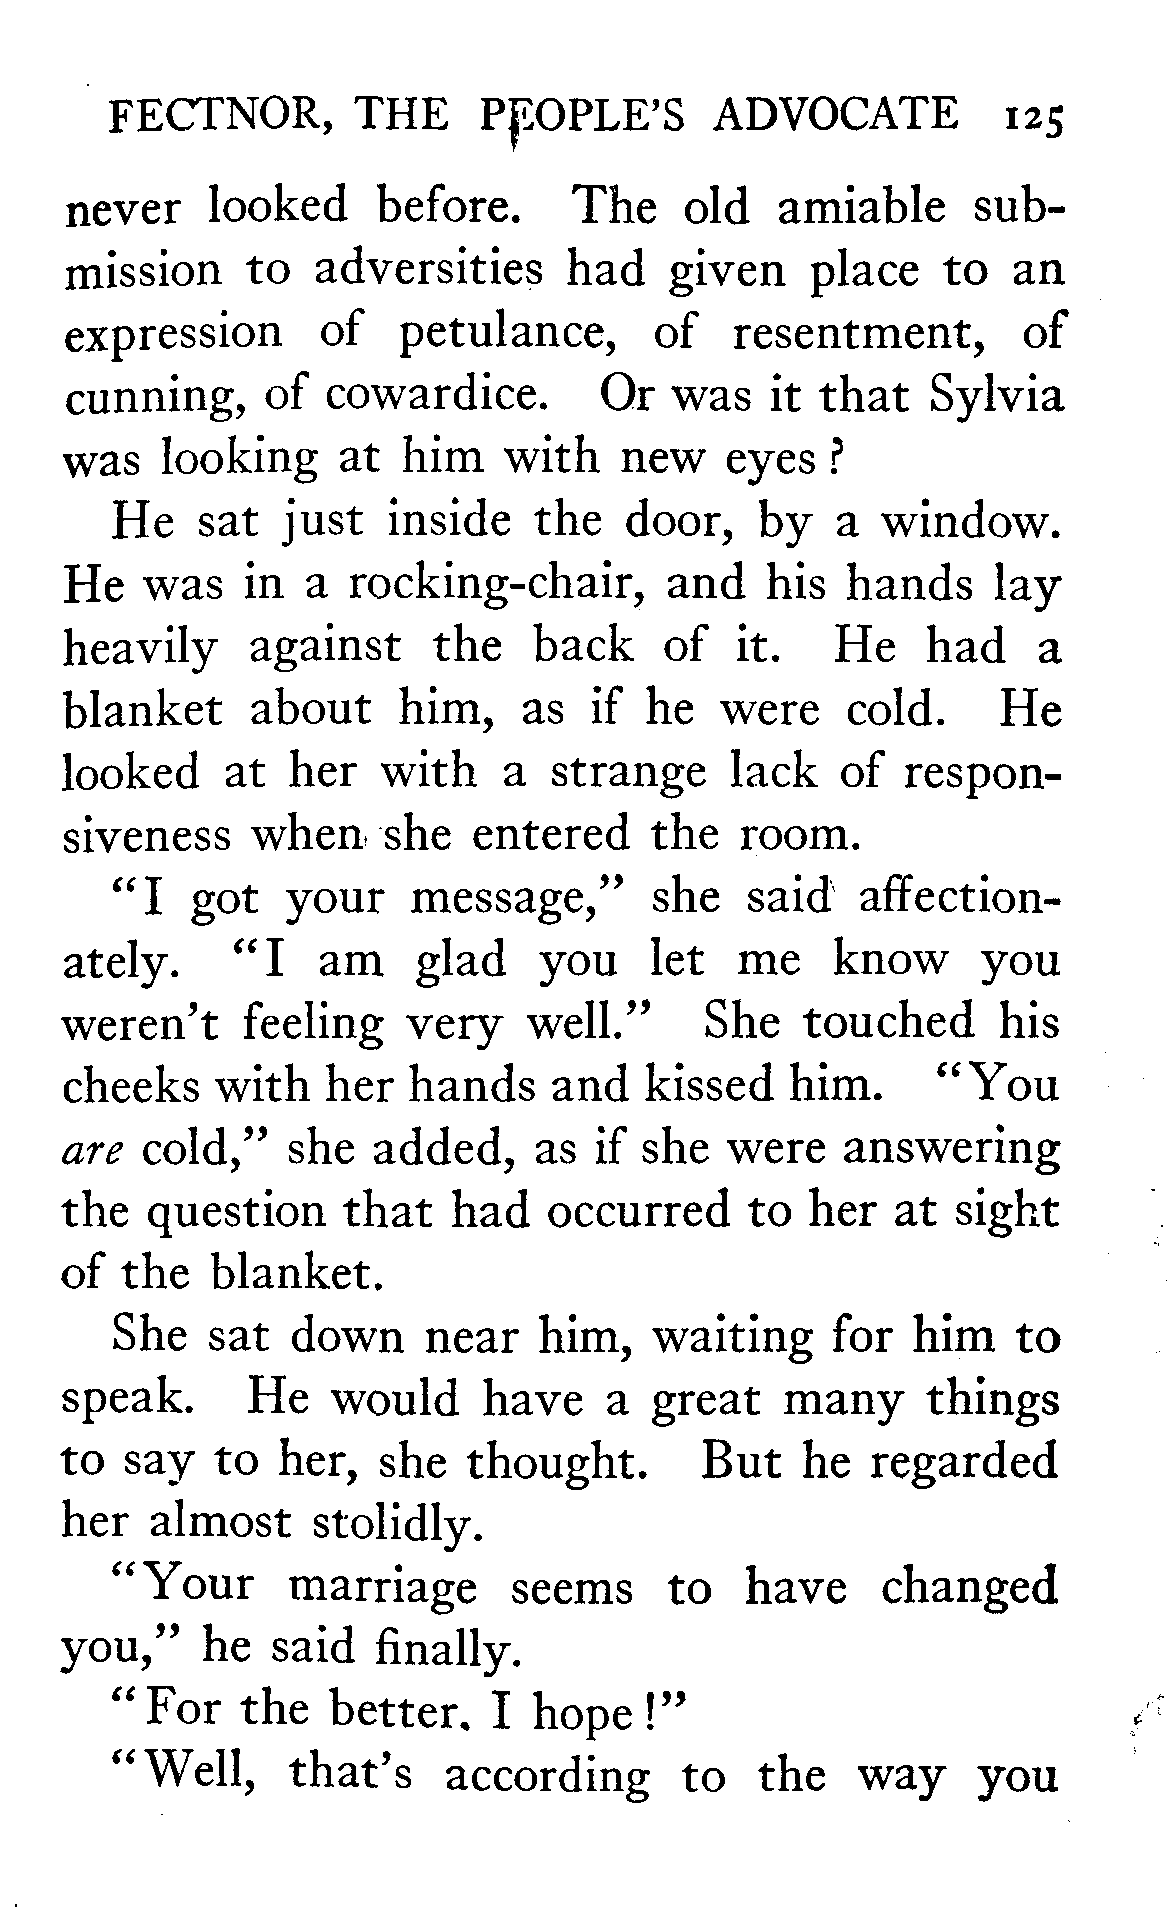 FECTNOR, THE PEOPLE'S ADVOCATE 125
never looked before. The old amiable sub-
mission to adversities had given place to an
expression of petulance, of resentment, of
cunning, of cowardice. Or was it that Sylvia
was looking at him with new eyes?
He sat just inside the door, by a window.
He was in a rocking-chair, and his hands lay
heavily against the back of it. He had a
blanket about him, as if he were cold. He
looked at her with a strange lack of respon-
siveness when she entered the room.
"I got your message," she said affection-
ately. "I am glad you let me know you
weren't feeling very well." She touched his
cheeks with her hands and kissed him. "You
are cold," she added, as if she were answering
the question that had occurred to her at sight
of the blanket.
She sat down near him, waiting for him to
speak. He would have a great many things
to say to her, she thought. But he regarded
her almost stolidly.
"Your marriage seems to have changed
you," he said finally.
"For the better. I hope!"
"Well, that's according to the way you